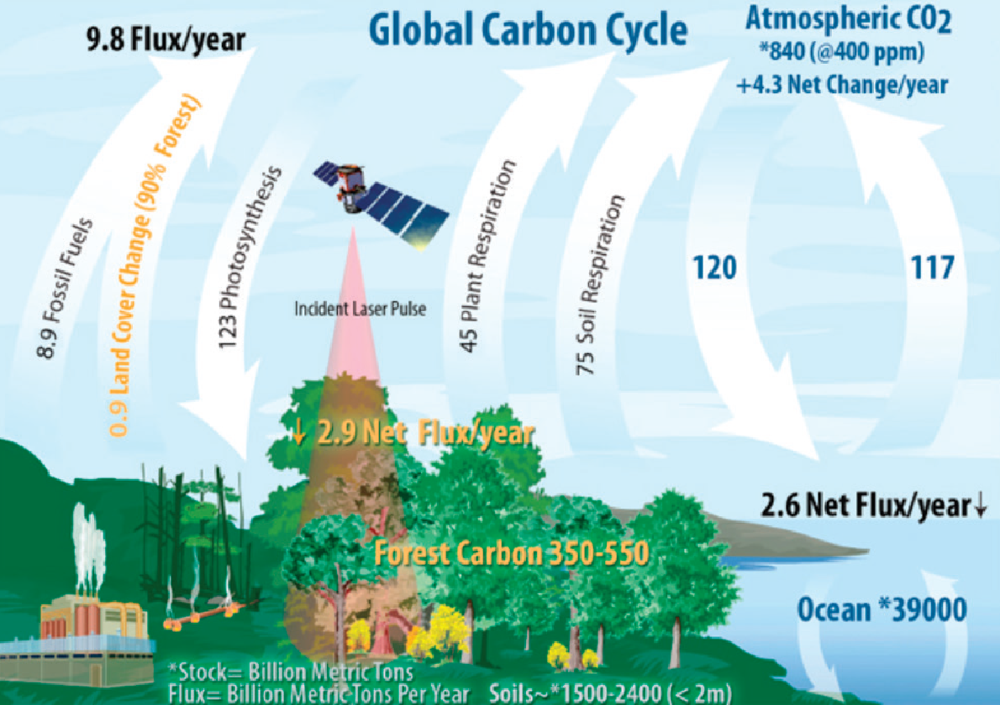 Global Carbon Cycle
9.8 Flux/year
Atmospheric CO2
*840 (@400 ppm)
+4.3 Net Change/year
8.9 Fossil Fuels
0.9 Land Cover Change (90% Forest)
123 Photosynthesis
Incident Laser Pulse
45 Plant Respiration
75 Soil Respiration
120
117
↓ 2.9 Net Flux/year
2.6 Net Flux/year↓
Forest Carbon 350-550
Ocean *39000
*Stock= Billion Metric Tons
Flux= Billion Metric Tons Per Year Soils~*1500-2400 (< 2m)